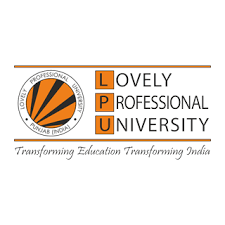 LOVELY PROFESSIONAL UNIVERSITY
PUNJAB (INDIA)
LOVELY
PROFESSIONAL
UNIVERSITY
Transforming Education Transforming India